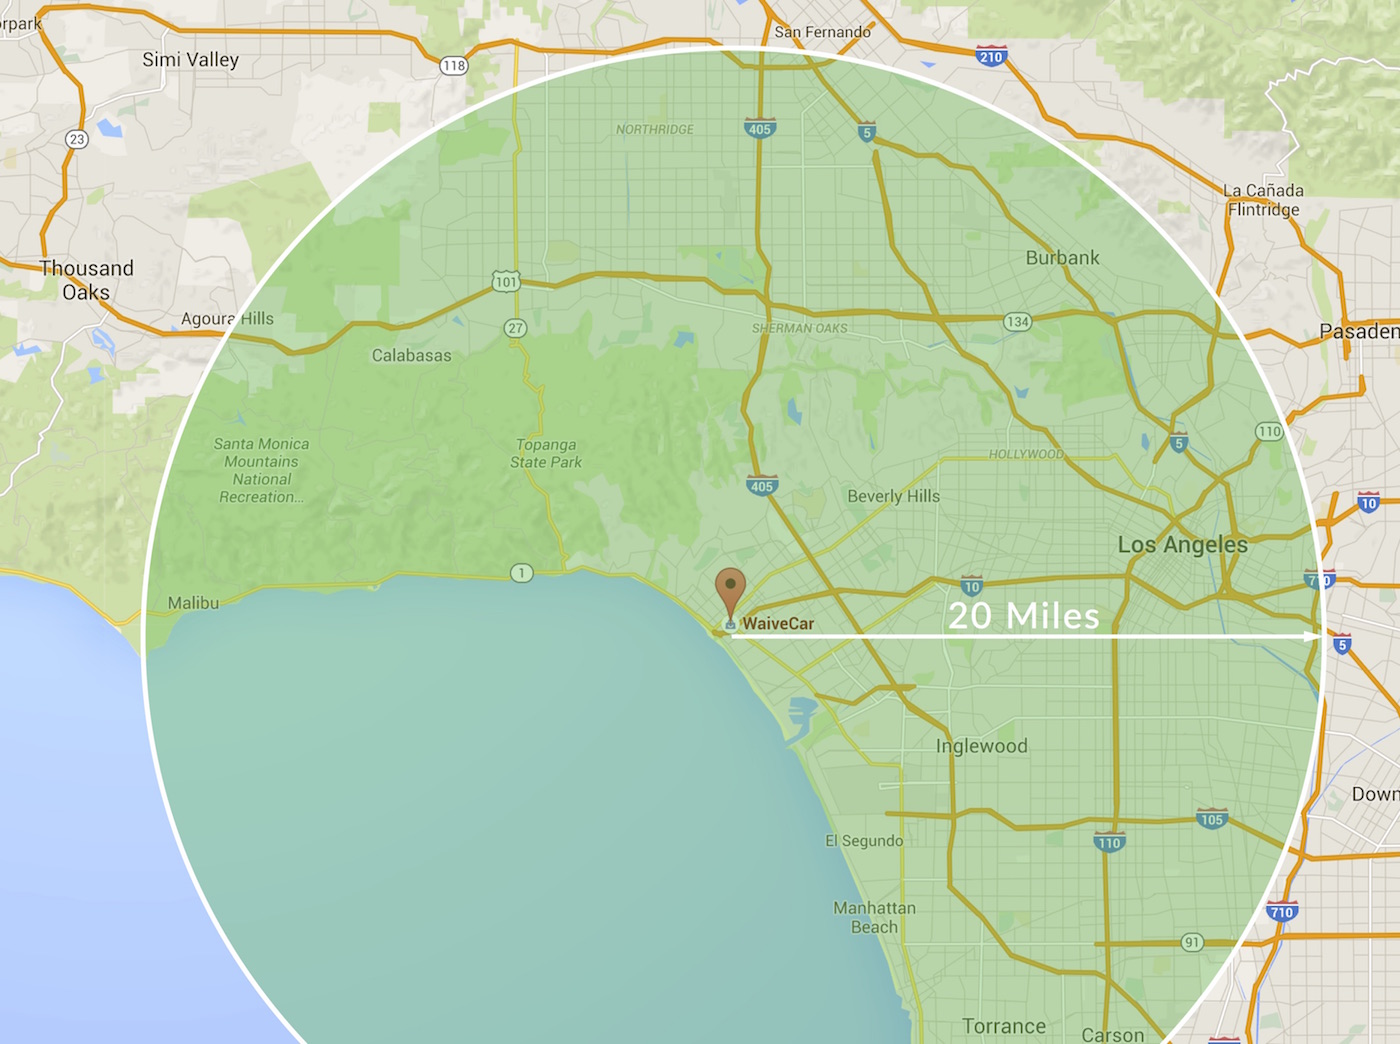 orpark
San Fernando
Simi Valley
118
210
23
NORTHRIDGE
405
5
La Cañada
Flintridge
Burbank
Thousand
Oaks
101
Agoura Hills
134
27
SHERMAN OAKS
Pasaden
Calabasas
110
Santa Monica
Mountains
National
Recreation...
Topanga
State Park
5
HOLLYWOOD
405
Beverly Hills
10
Los Angeles
1
710
10
Malibu
20 Miles
WaiveCar
5
Inglewood
Down
105
El Segundo
110
Manhattan
Beach
710
91
Torrance
Carson